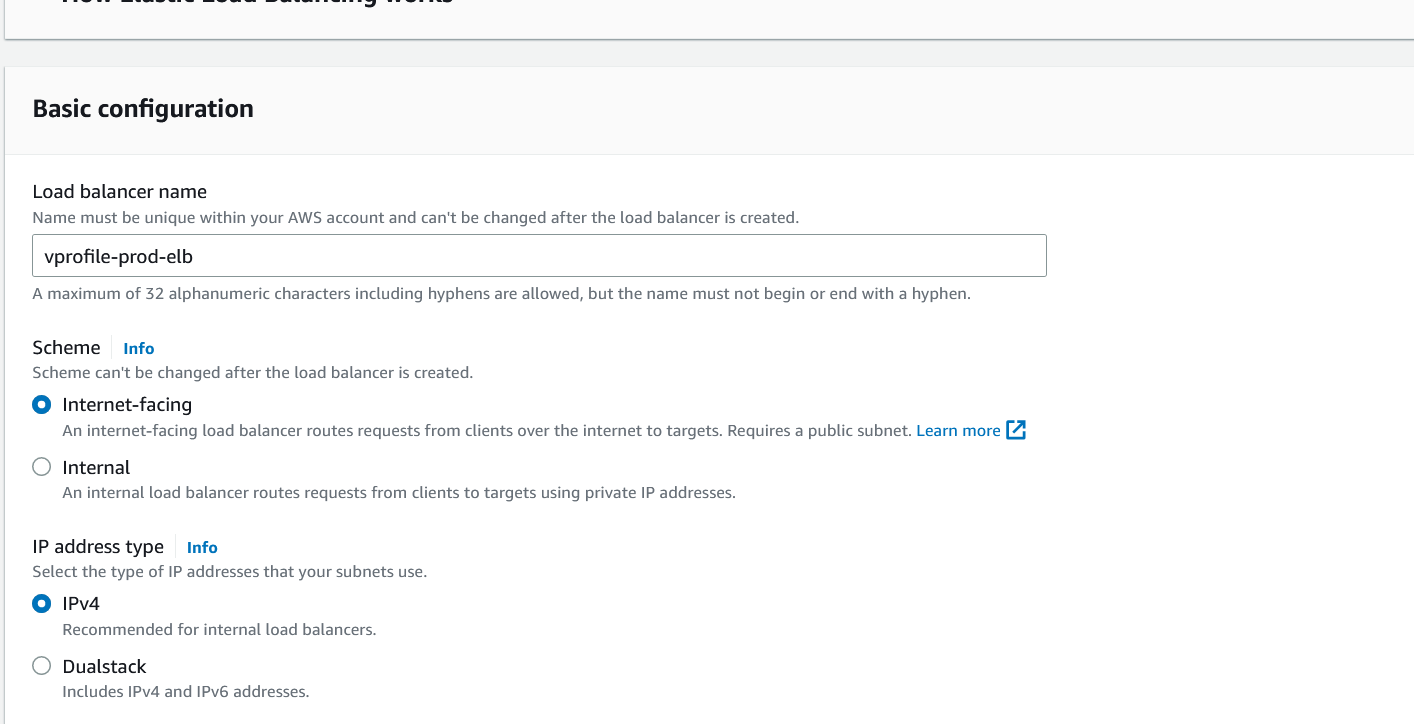 How Elastic Load Balancing works
Basic configuration
Load balancer name
Name must be unique within your AWS account and can't be changed after the load balancer is created.
vprofile-prod-elb
A maximum of 32 alphanumeric characters including hyphens are allowed, but the name must not begin or end with a hyphen.
Scheme Info
Scheme can't be changed after the load balancer is created.
Internet-facing
An internet-facing load balancer routes requests from clients over the internet to targets. Requires a public subnet. Learn more
Internal
An internal load balancer routes requests from clients to targets using private IP addresses.
IP address type Info
Select the type of IP addresses that your subnets use.
IPv4
Recommended for internal load balancers.
Dualstack
Includes IPv4 and IPv6 addresses.